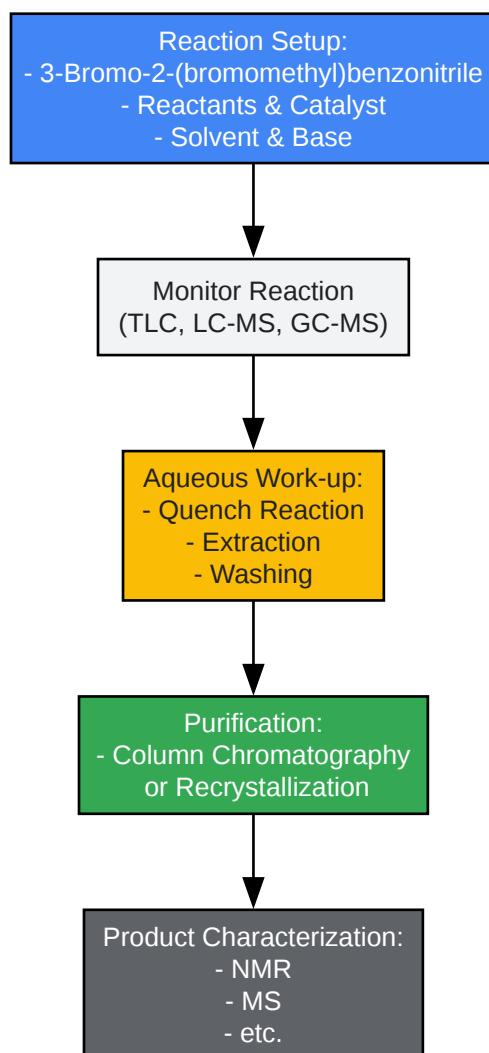 Reaction Setup:
- 3-Bromo-2-(bromomethyl)benzonitrile
- Reactants & Catalyst
- Solvent & Base
Monitor Reaction
(TLC, LC-MS, GC-MS)
Aqueous Work-up:
- Quench Reaction
- Extraction
- Washing
Purification:
- Column Chromatography
or Recrystallization
Product Characterization:
- NMR
- MS
- etc.